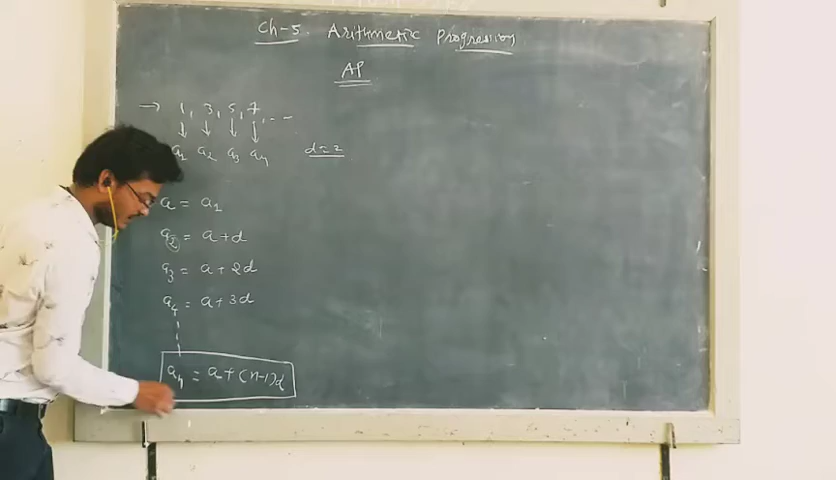 Ch-5. Arithmetic Progression
AP
→ 1, 3, 5, 7, ...
a1 a2 a3 a4 d=2
a = a1
a2 = a+d
a3 = a+2d
a4 = a+3d
an = a+(n-1)d